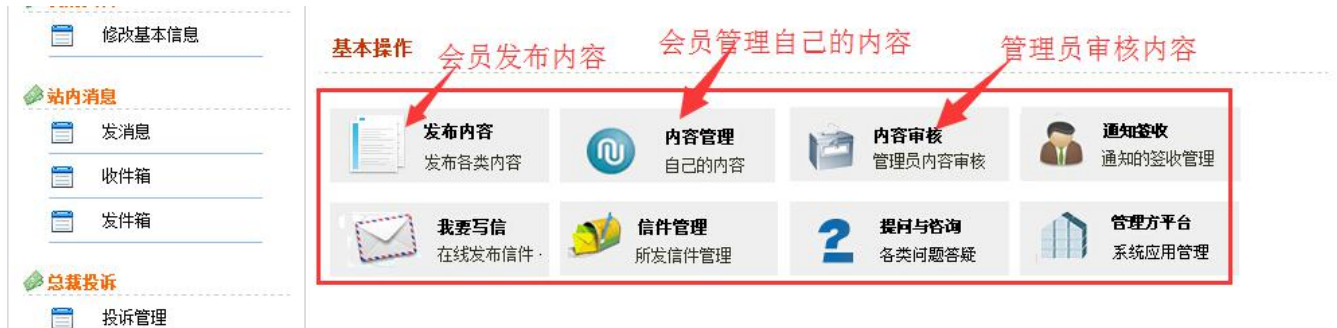 修改基本信息
站内消息
发消息
收件箱
发件箱
总裁投诉
投诉管理
基本操作
会员发布内容
会员管理自己的内容
管理员审核内容
发布内容
发布各类内容
内容管理
自己的内容
内容审核
管理员内容审核
通知签收
通知的签收管理
我要写信
在线发布信件 ·
信件管理
所发信件管理
提问与咨询
各类问题答疑
管理方平台
系统应用管理